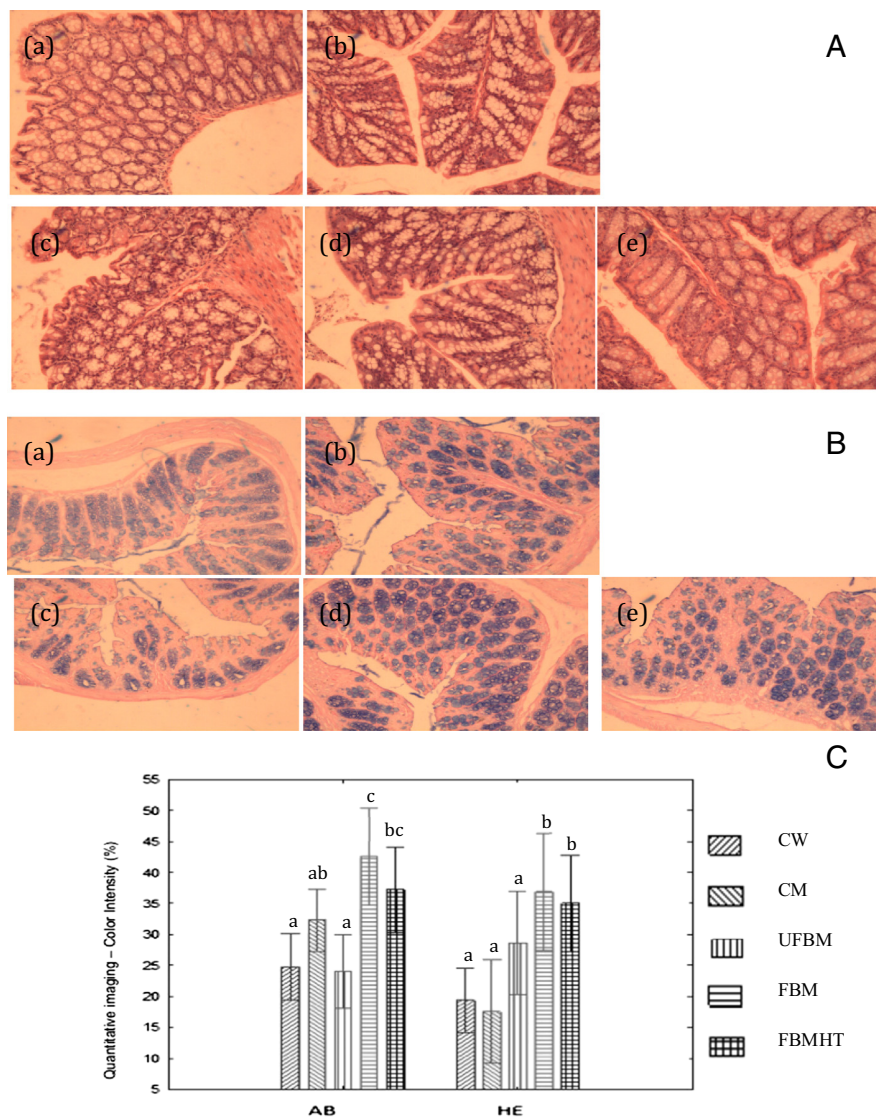 (a)
(b)
A
(c)
(d)
(e)
(a)
(b)
B
(c)
(d)
(e)
C
Quantitative imaging – Color Intensity (%)
55
50
45
40
35
30
25
20
15
10
5
a
ab
a
c
bc
a
a
a
b
b
AB
HE
CW
CM
UFBM
FBM
FBMHT